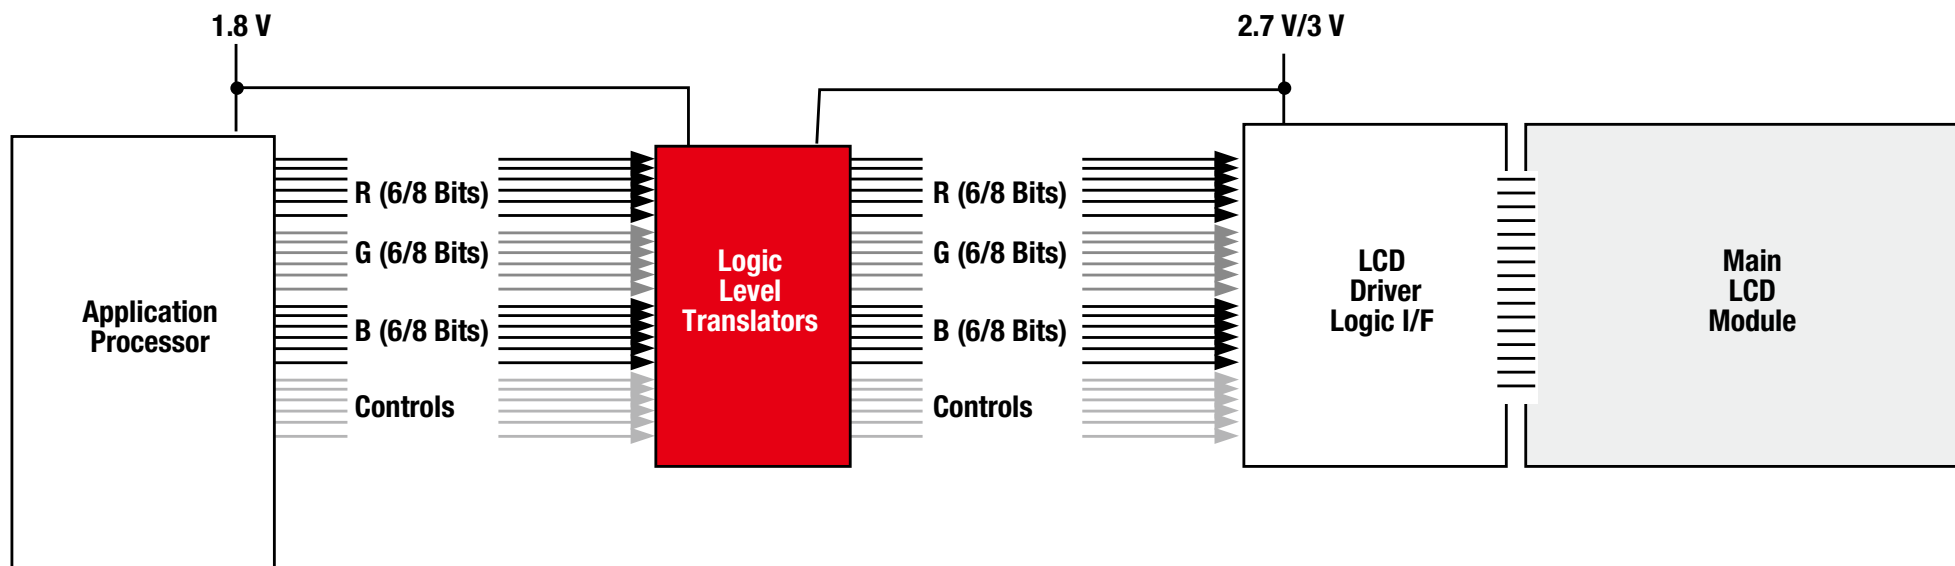 1.8 V
2.7 V/3 V
Application
Processor
R (6/8 Bits)
G (6/8 Bits)
B (6/8 Bits)
Controls
Logic
Level
Translators
R (6/8 Bits)
G (6/8 Bits)
B (6/8 Bits)
Controls
LCD
Driver
Logic I/F
Main
LCD
Module